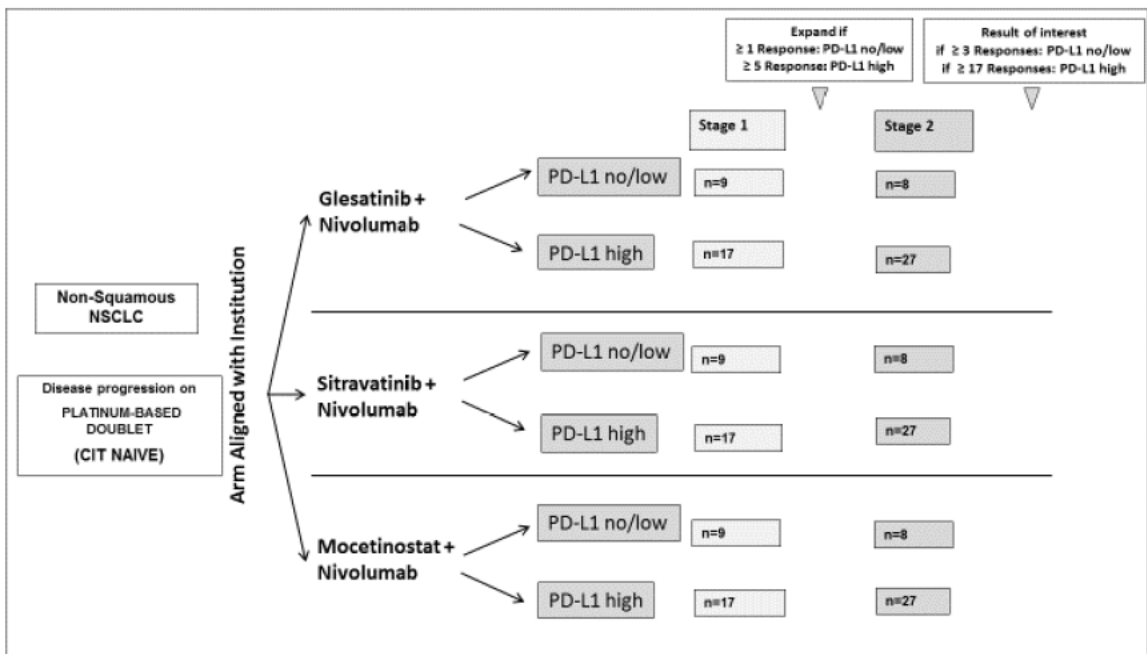 Expand if
≥ 1 Response: PD-L1 no/low
≥ 5 Response: PD-L1 high
Result of interest
if ≥ 3 Responses: PD-L1 no/low
if ≥ 17 Responses: PD-L1 high
Stage 1
Stage 2
Non-Squamous
NSCLC
Disease progression on
PLATINUM-BASED
DOUBLET
(CIT NAIVE)
Arm Aligned with Institution
Glesatinib +
Nivolumab
PD-L1 no/low
n=9
n=8
PD-L1 high
n=17
n=27
Sitravatinib +
Nivolumab
PD-L1 no/low
n=9
n=8
PD-L1 high
n=17
n=27
Mocetinostat +
Nivolumab
PD-L1 no/low
n=9
n=8
PD-L1 high
n=17
n=27